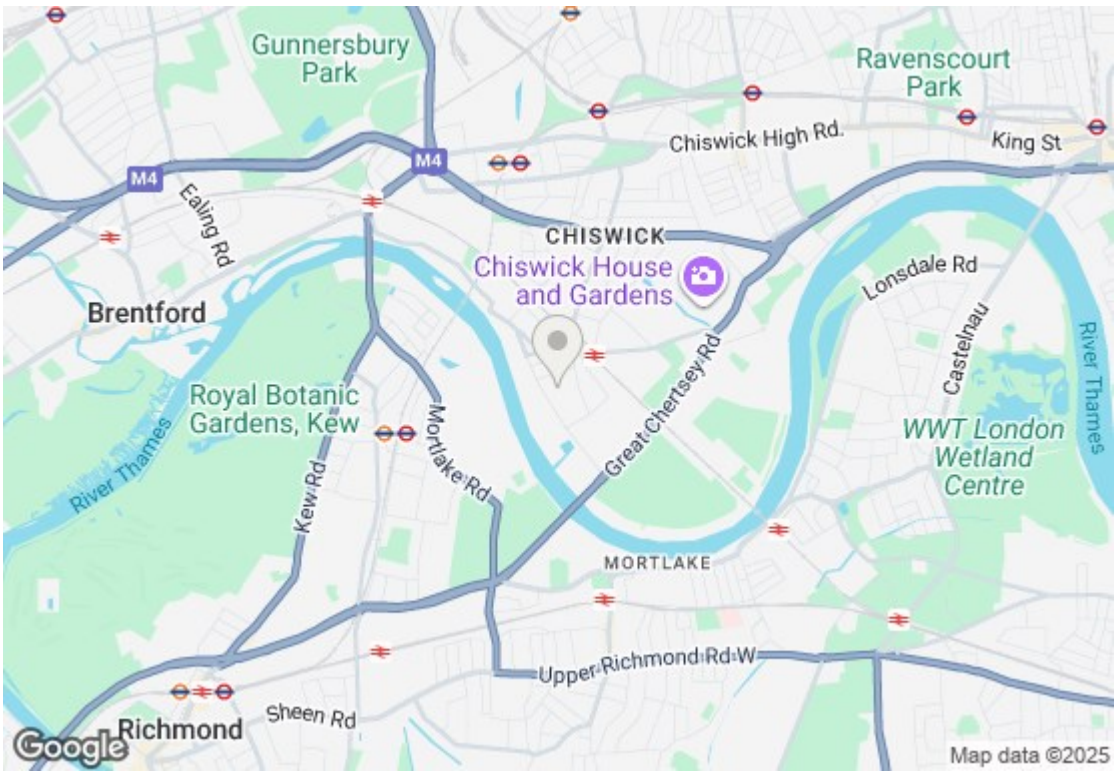 Gunnersbury
Park
Ravenscourt
Park
Chiswick High Rd.
King St
M4
M4
Ealing Rd
CHISWICK
Chiswick House
and Gardens
Lonsdale Rd
Brentford
River Thames
Castelnau
Royal Botanic
Gardens, Kew
Great Chertsey Rd
Mortlake Rd
WWT London
Wetland
Centre
River Thames
Kew Rd
MORTLAKE
Upper Richmond Rd W
Sheen Rd
Richmond
Google
Map data ©2025